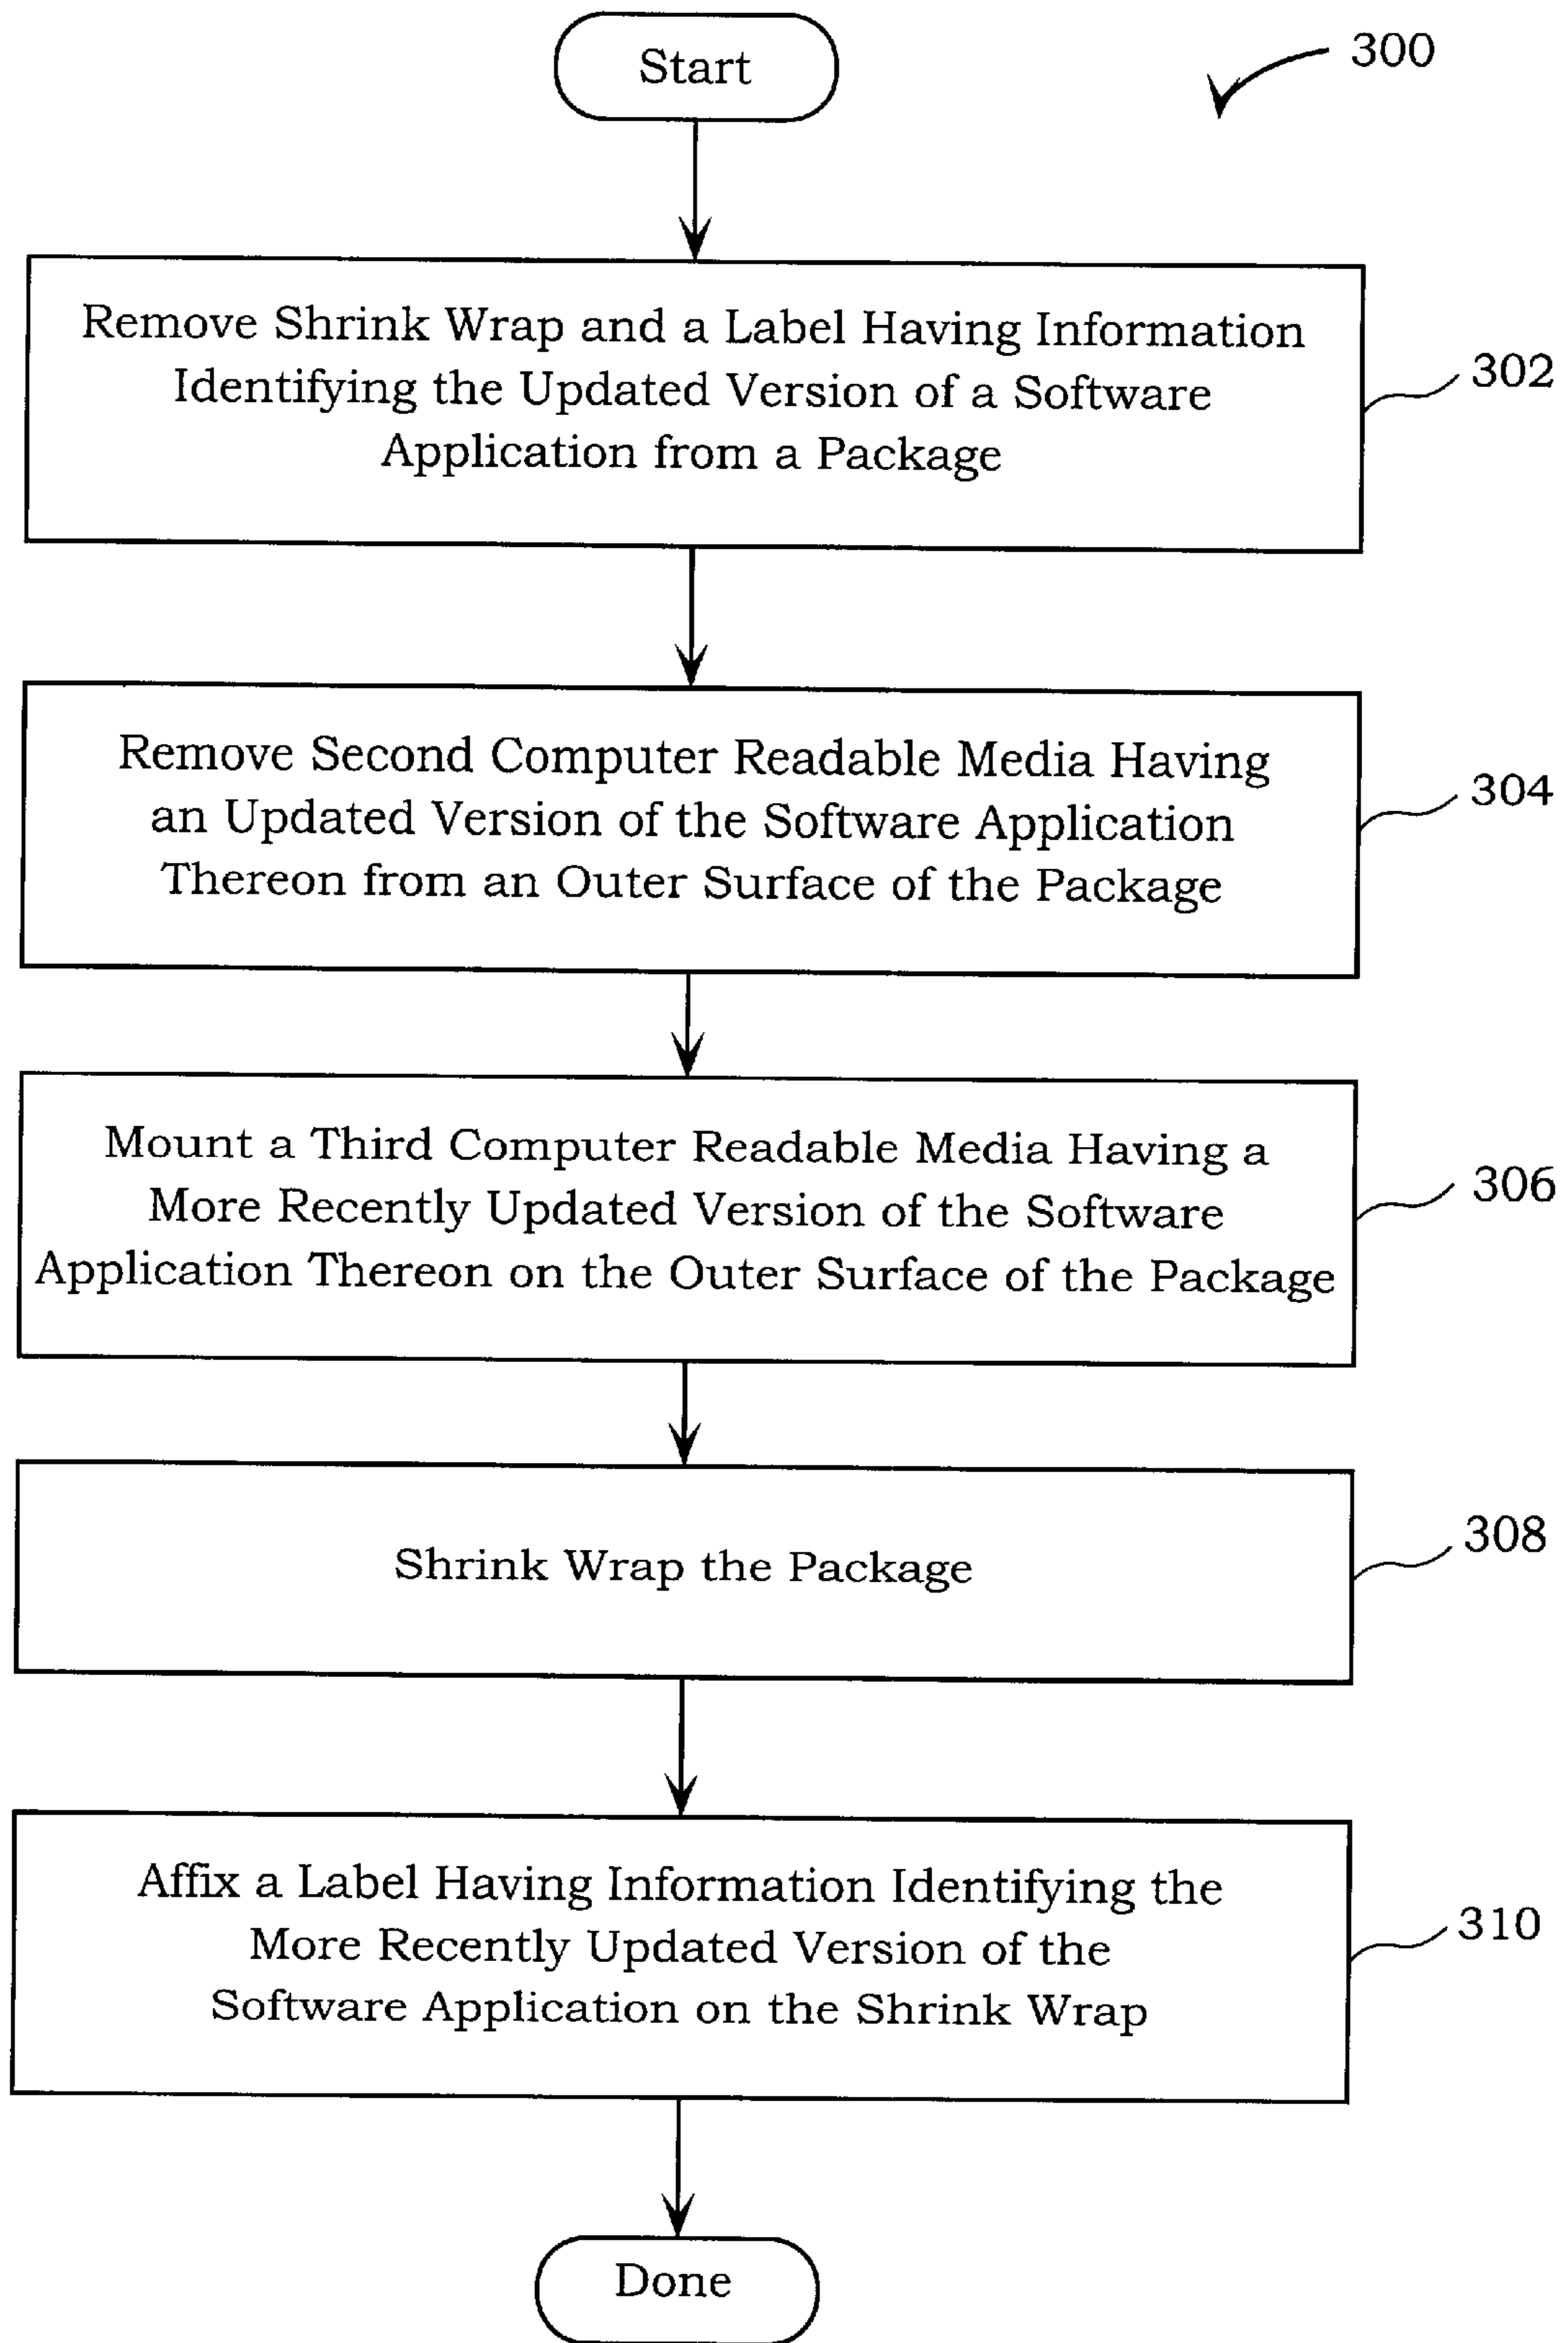 Start
300
Remove Shrink Wrap and a Label Having Information
Identifying the Updated Version of a Software
Application from a Package
302
Remove Second Computer Readable Media Having
an Updated Version of the Software Application
Thereon from an Outer Surface of the Package
304
Mount a Third Computer Readable Media Having a
More Recently Updated Version of the Software
Application Thereon on the Outer Surface of the Package
306
Shrink Wrap the Package
308
Affix a Label Having Information Identifying the
More Recently Updated Version of the
Software Application on the Shrink Wrap
310
Done